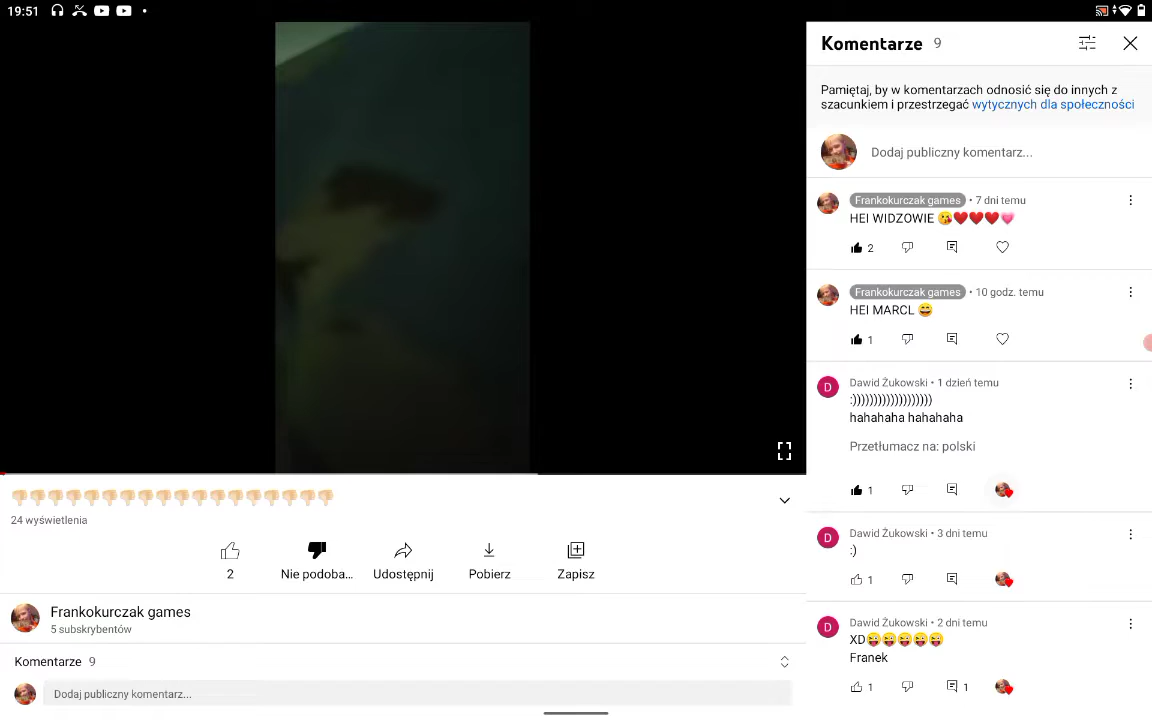 19:51
👎🏻👎🏻👎🏻👎🏻👎🏻👎🏻👎🏻👎🏻👎🏻👎🏻👎🏻👎🏻👎🏻👎🏻👎🏻👎🏻👎🏻👎🏻
24 wyświetlenia
2
Nie podoba...
Udostępnij
Pobierz
Zapisz
Frankokurczak games
5 subskrybentów
Komentarze 9
Dodaj publiczny komentarz...
Komentarze 9
Pamiętaj, by w komentarzach odnosić się do innych z
szacunkiem i przestrzegać wytycznych dla społeczności
Dodaj publiczny komentarz...
Frankokurczak games • 7 dni temu
HEI WIDZOWIE 😘❤️❤️❤️💗
2
Frankokurczak games • 10 godz. temu
HEI MARCL 😄
1
D
Dawid Żukowski • 1 dzień temu
:)))))))))))))))))))
hahahaha hahahaha
Przetłumacz na: polski
1
D
Dawid Żukowski • 3 dni temu
:)
1
D
Dawid Żukowski • 2 dni temu
XD😜😜😜😜😜
Franek
1
1